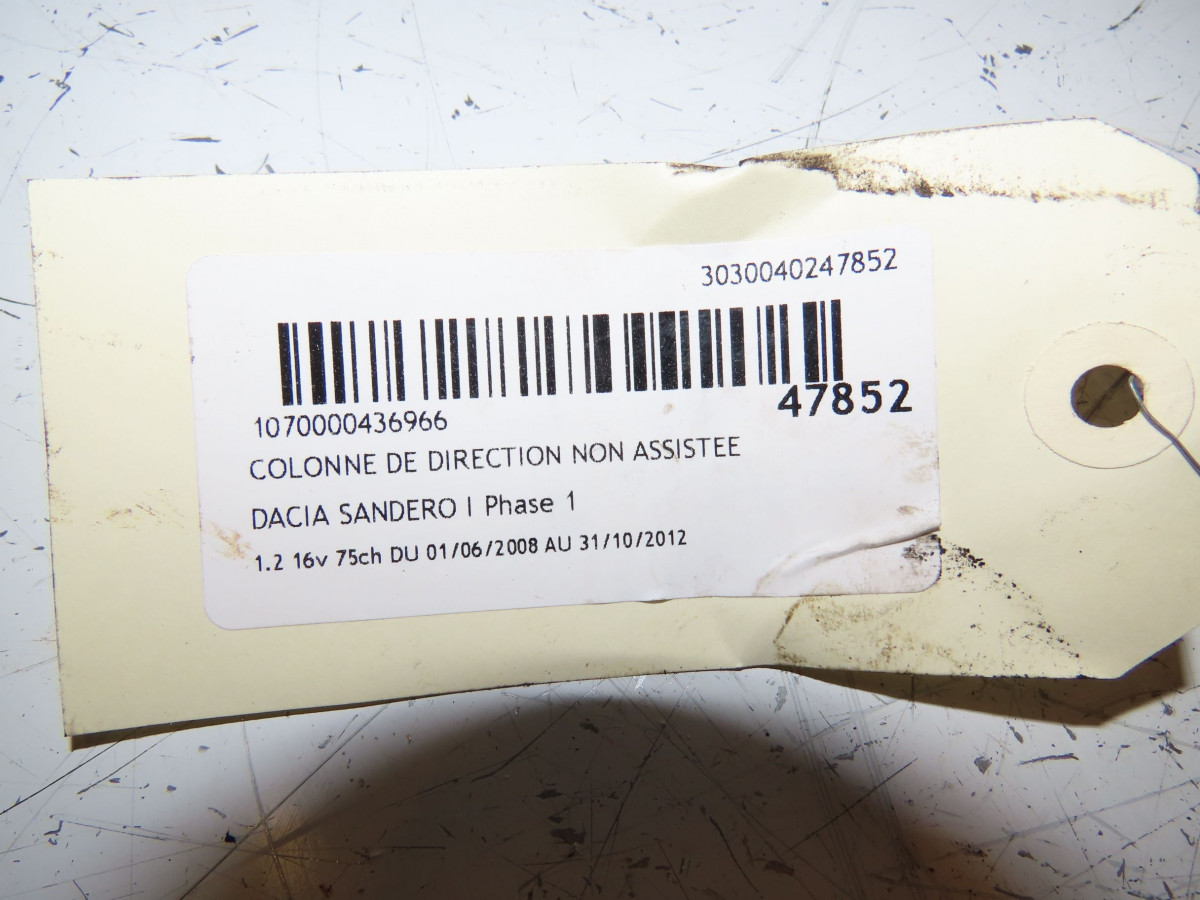 3030040247852
47852
1070000436966
COLONNE DE DIRECTION NON ASSISTEE
DACIA SANDERO I Phase 1
1.2 16v 75ch DU 01/06/2008 AU 31/10/2012